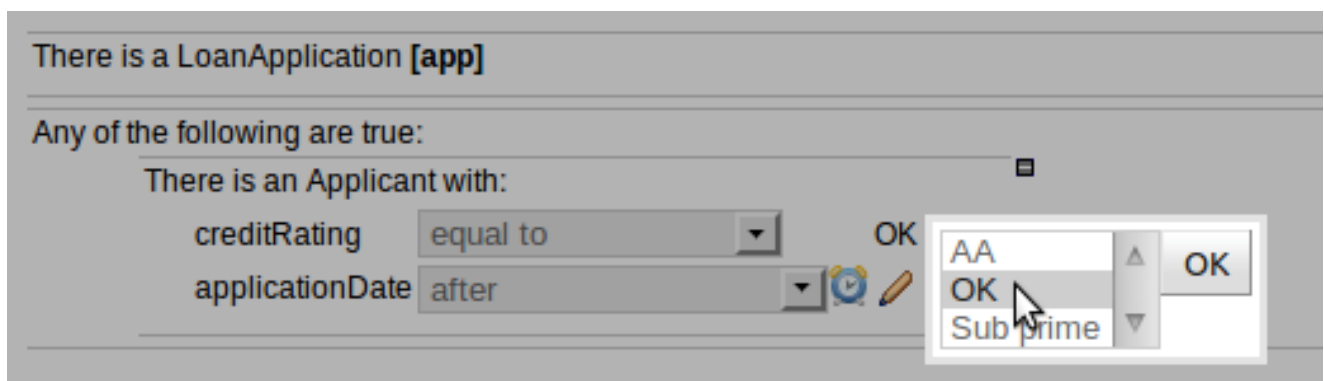 There is a LoanApplication [app]
Any of the following are true:
There is an Applicant with:
creditRating equal to OK
applicationDate after
AA
OK
Sub prime
OK